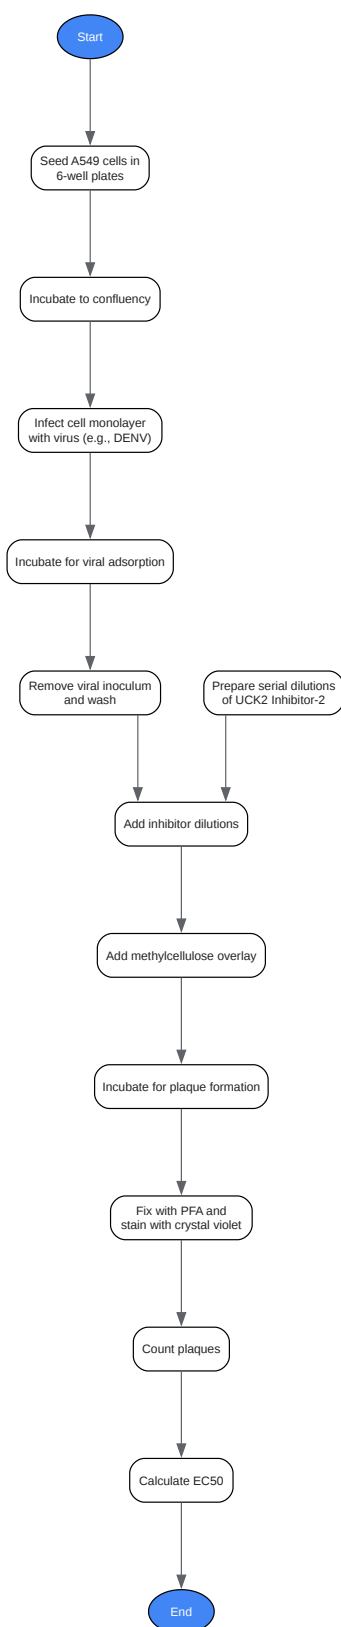 Start
Seed A549 cells in
6-well plates
Incubate to confluency
Infect cell monolayer
with virus (e.g., DENV)
Incubate for viral adsorption
Remove viral inoculum
and wash
Prepare serial dilutions
of UCK2 Inhibitor-2
Add inhibitor dilutions
Add methylcellulose overlay
Incubate for plaque formation
Fix with PFA and
stain with crystal violet
Count plaques
Calculate EC50
End